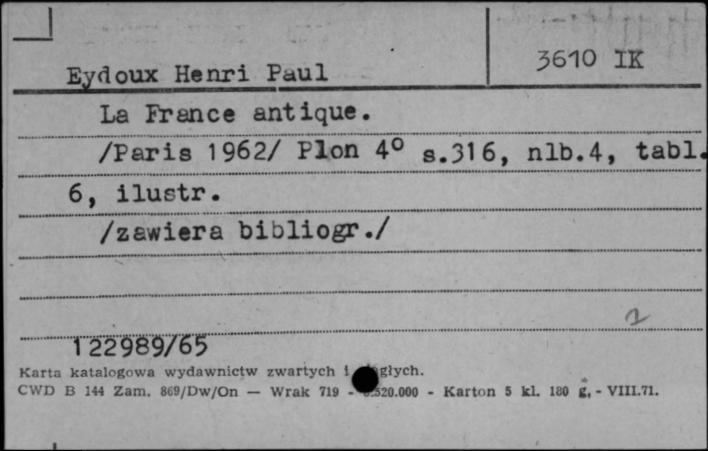 3610 IK
Eydoux Henri Paul
La France antique.
/Paris 1962/ Plon 4° s.316, nlb.4, tabl.
6, ilustr.
/zawiera bibliogr./
2
122989/65
Karta katalogowa wydawnictw zwartych i
CWD B 144 Zam. 869/Dw/On — Wrak 719 - - Karton 5 kl. 180 g, - VIII.71.